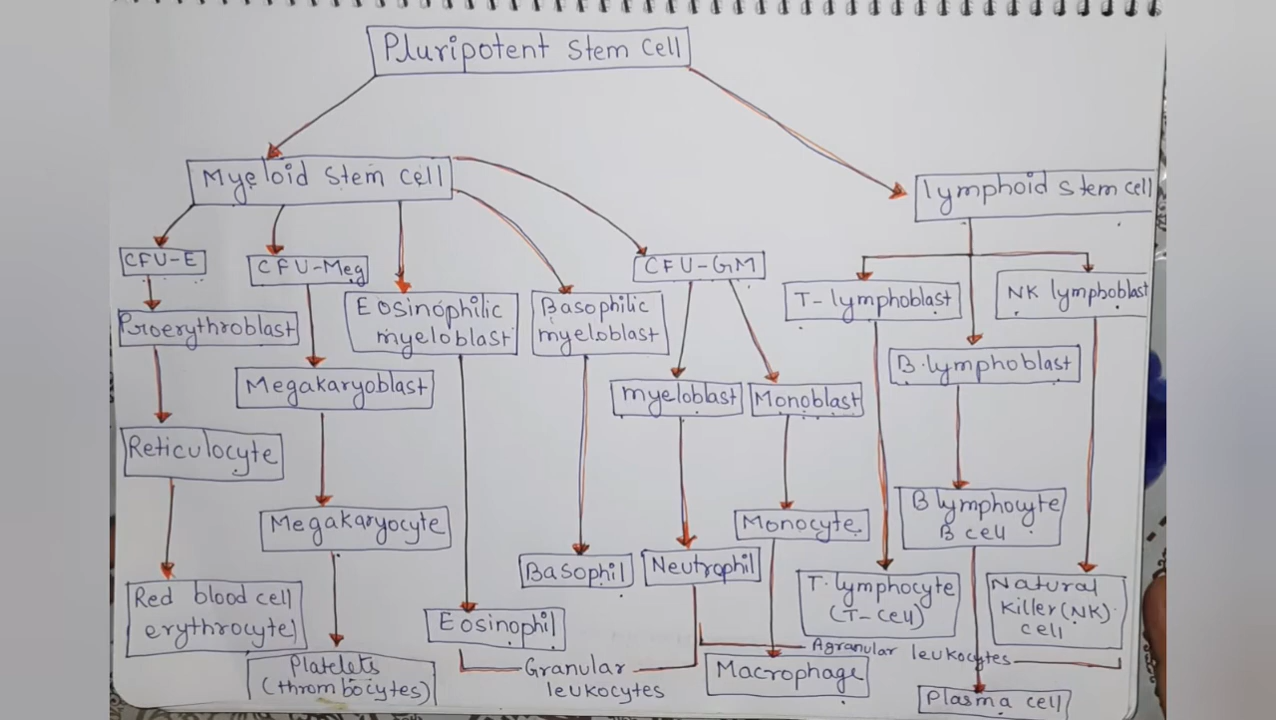 Pluripotent stem cell
Myeloid stem cell
lymphoid stem cell
CFU-E
CFU-Meg
CFU-GM
T-lymphoblast
NK lymphoblast
Proerythroblast
Eosinophilic
myeloblast
Basophilic
myeloblast
B.lymphoblast
Megakaryoblast
myeloblast
Monoblast
Reticulocyte
Megakaryocyte
Monocyte
B lymphocyte
B cell
Basophil
Neutrophil
T.lymphocyte
(T-cell)
Natural
killer (NK)
cell
Red blood cell
erythrocyte)
Eosinophil
Agranular leukocytes
Platelets
(thrombocytes)
Granular
leukocytes
Macrophage
Plasma cell